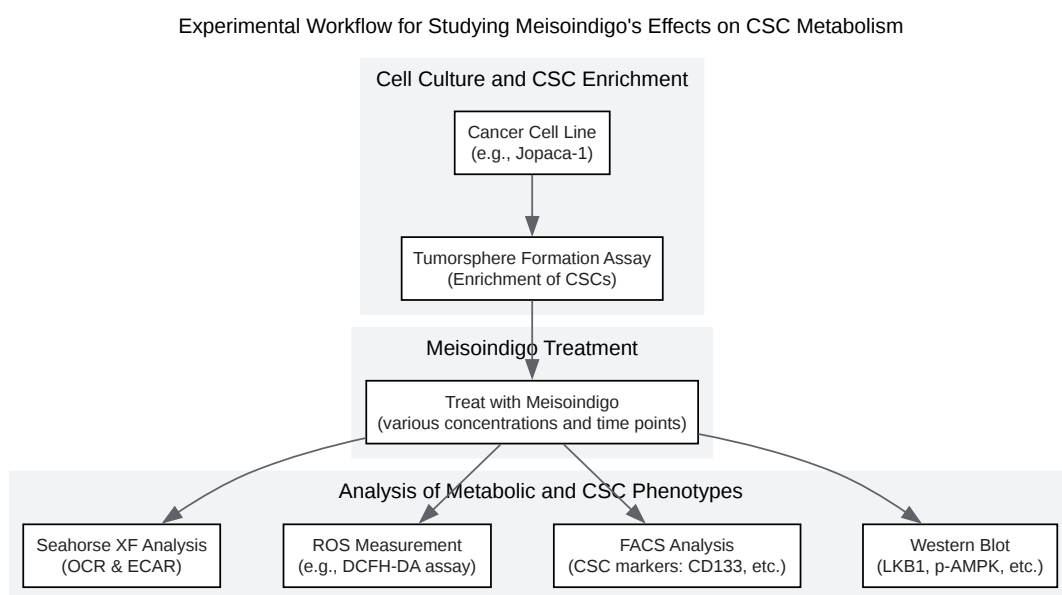 Experimental Workflow for Studying Meisoindigo's Effects on CSC Metabolism
Cell Culture and CSC Enrichment
Cancer Cell Line
(e.g., Jopaca-1)
Tumorsphere Formation Assay
(Enrichment of CSCs)
Meisoindigo Treatment
Treat with Meisoindigo
(various concentrations and time points)
Analysis of Metabolic and CSC Phenotypes
Seahorse XF Analysis
(OCR & ECAR)
ROS Measurement
(e.g., DCFH-DA assay)
FACS Analysis
(CSC markers: CD133, etc.)
Western Blot
(LKB1, p-AMPK, etc.)